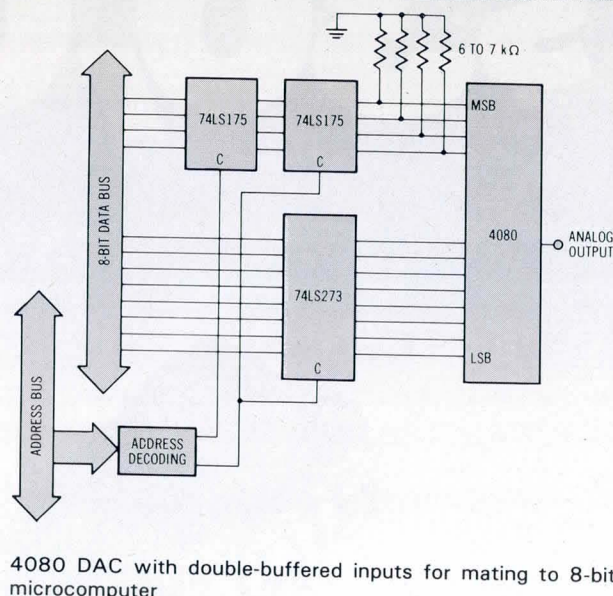 6 TO 7 kΩ
MSB
74LS175
74LS175
C
C
8-BIT DATA BUS
4080
ANALOG
OUTPUT
74LS273
LSB
C
ADDRESS BUS
ADDRESS
DECODING
4080 DAC with double-buffered inputs for mating to 8-bit
microcomputer